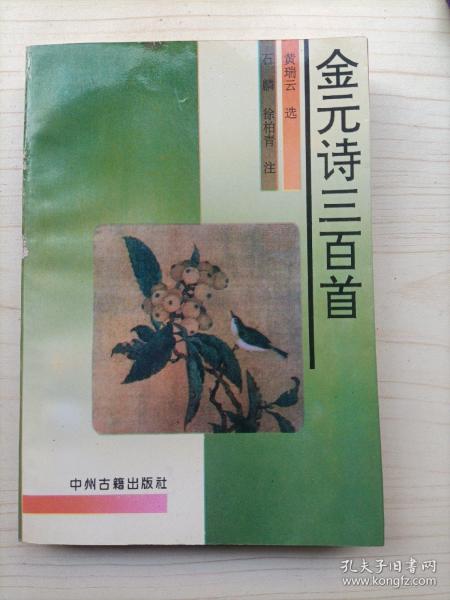 金元诗三百首
黄瑞云 选
石麟 徐柏青 注
中州古籍出版社
孔夫子旧书网
www.kongfz.com